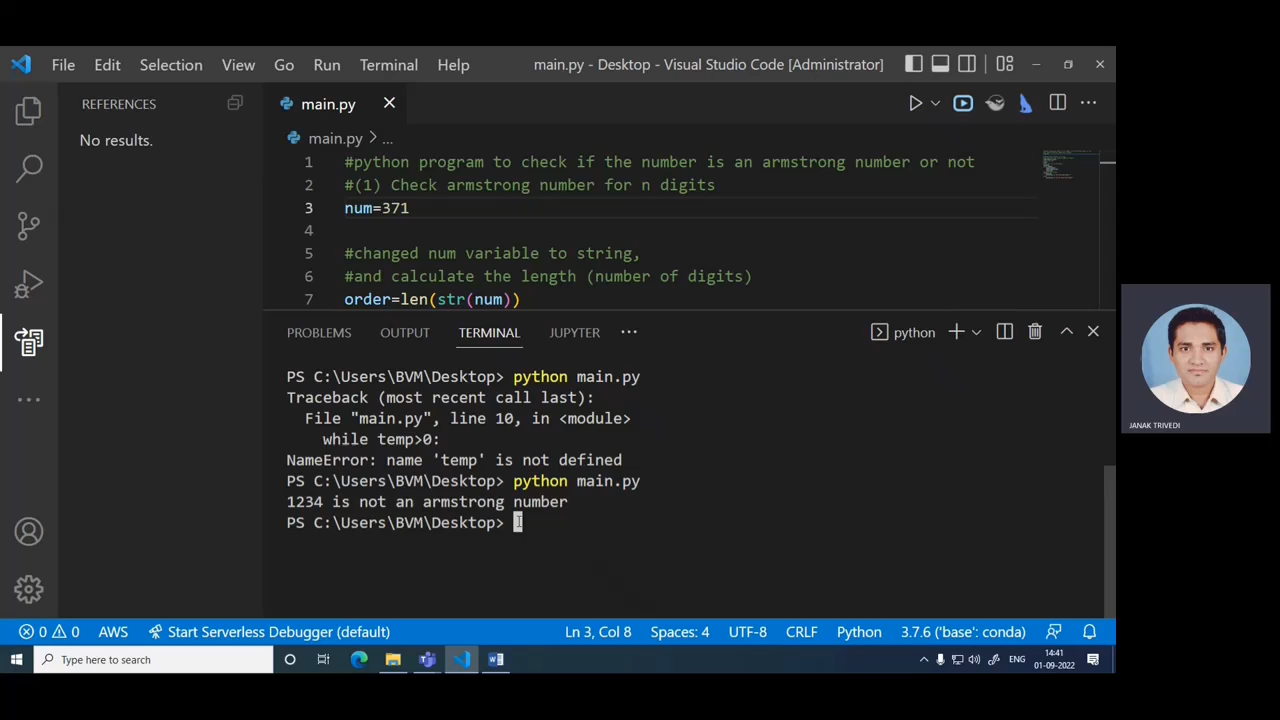 File Edit Selection View Go Run Terminal Help main.py - Desktop - Visual Studio Code [Administrator]
REFERENCES
No results.
main.py
main.py > ...
1 #python program to check if the number is an armstrong number or not
2 #(1) Check armstrong number for n digits
3 num=371
4
5 #changed num variable to string,
6 #and calculate the length (number of digits)
7 order=len(str(num))
PROBLEMS OUTPUT TERMINAL JUPYTER ... python
PS C:\Users\BVM\Desktop> python main.py
Traceback (most recent call last):
File "main.py", line 10, in <module>
while temp>0:
NameError: name 'temp' is not defined
PS C:\Users\BVM\Desktop> python main.py
1234 is not an armstrong number
PS C:\Users\BVM\Desktop>
JANAK TRIVEDI
0 0 AWS Start Serverless Debugger (default) Ln 3, Col 8 Spaces: 4 UTF-8 CRLF Python 3.7.6 ('base': conda)
Type here to search ENG 14:41
01-09-2022